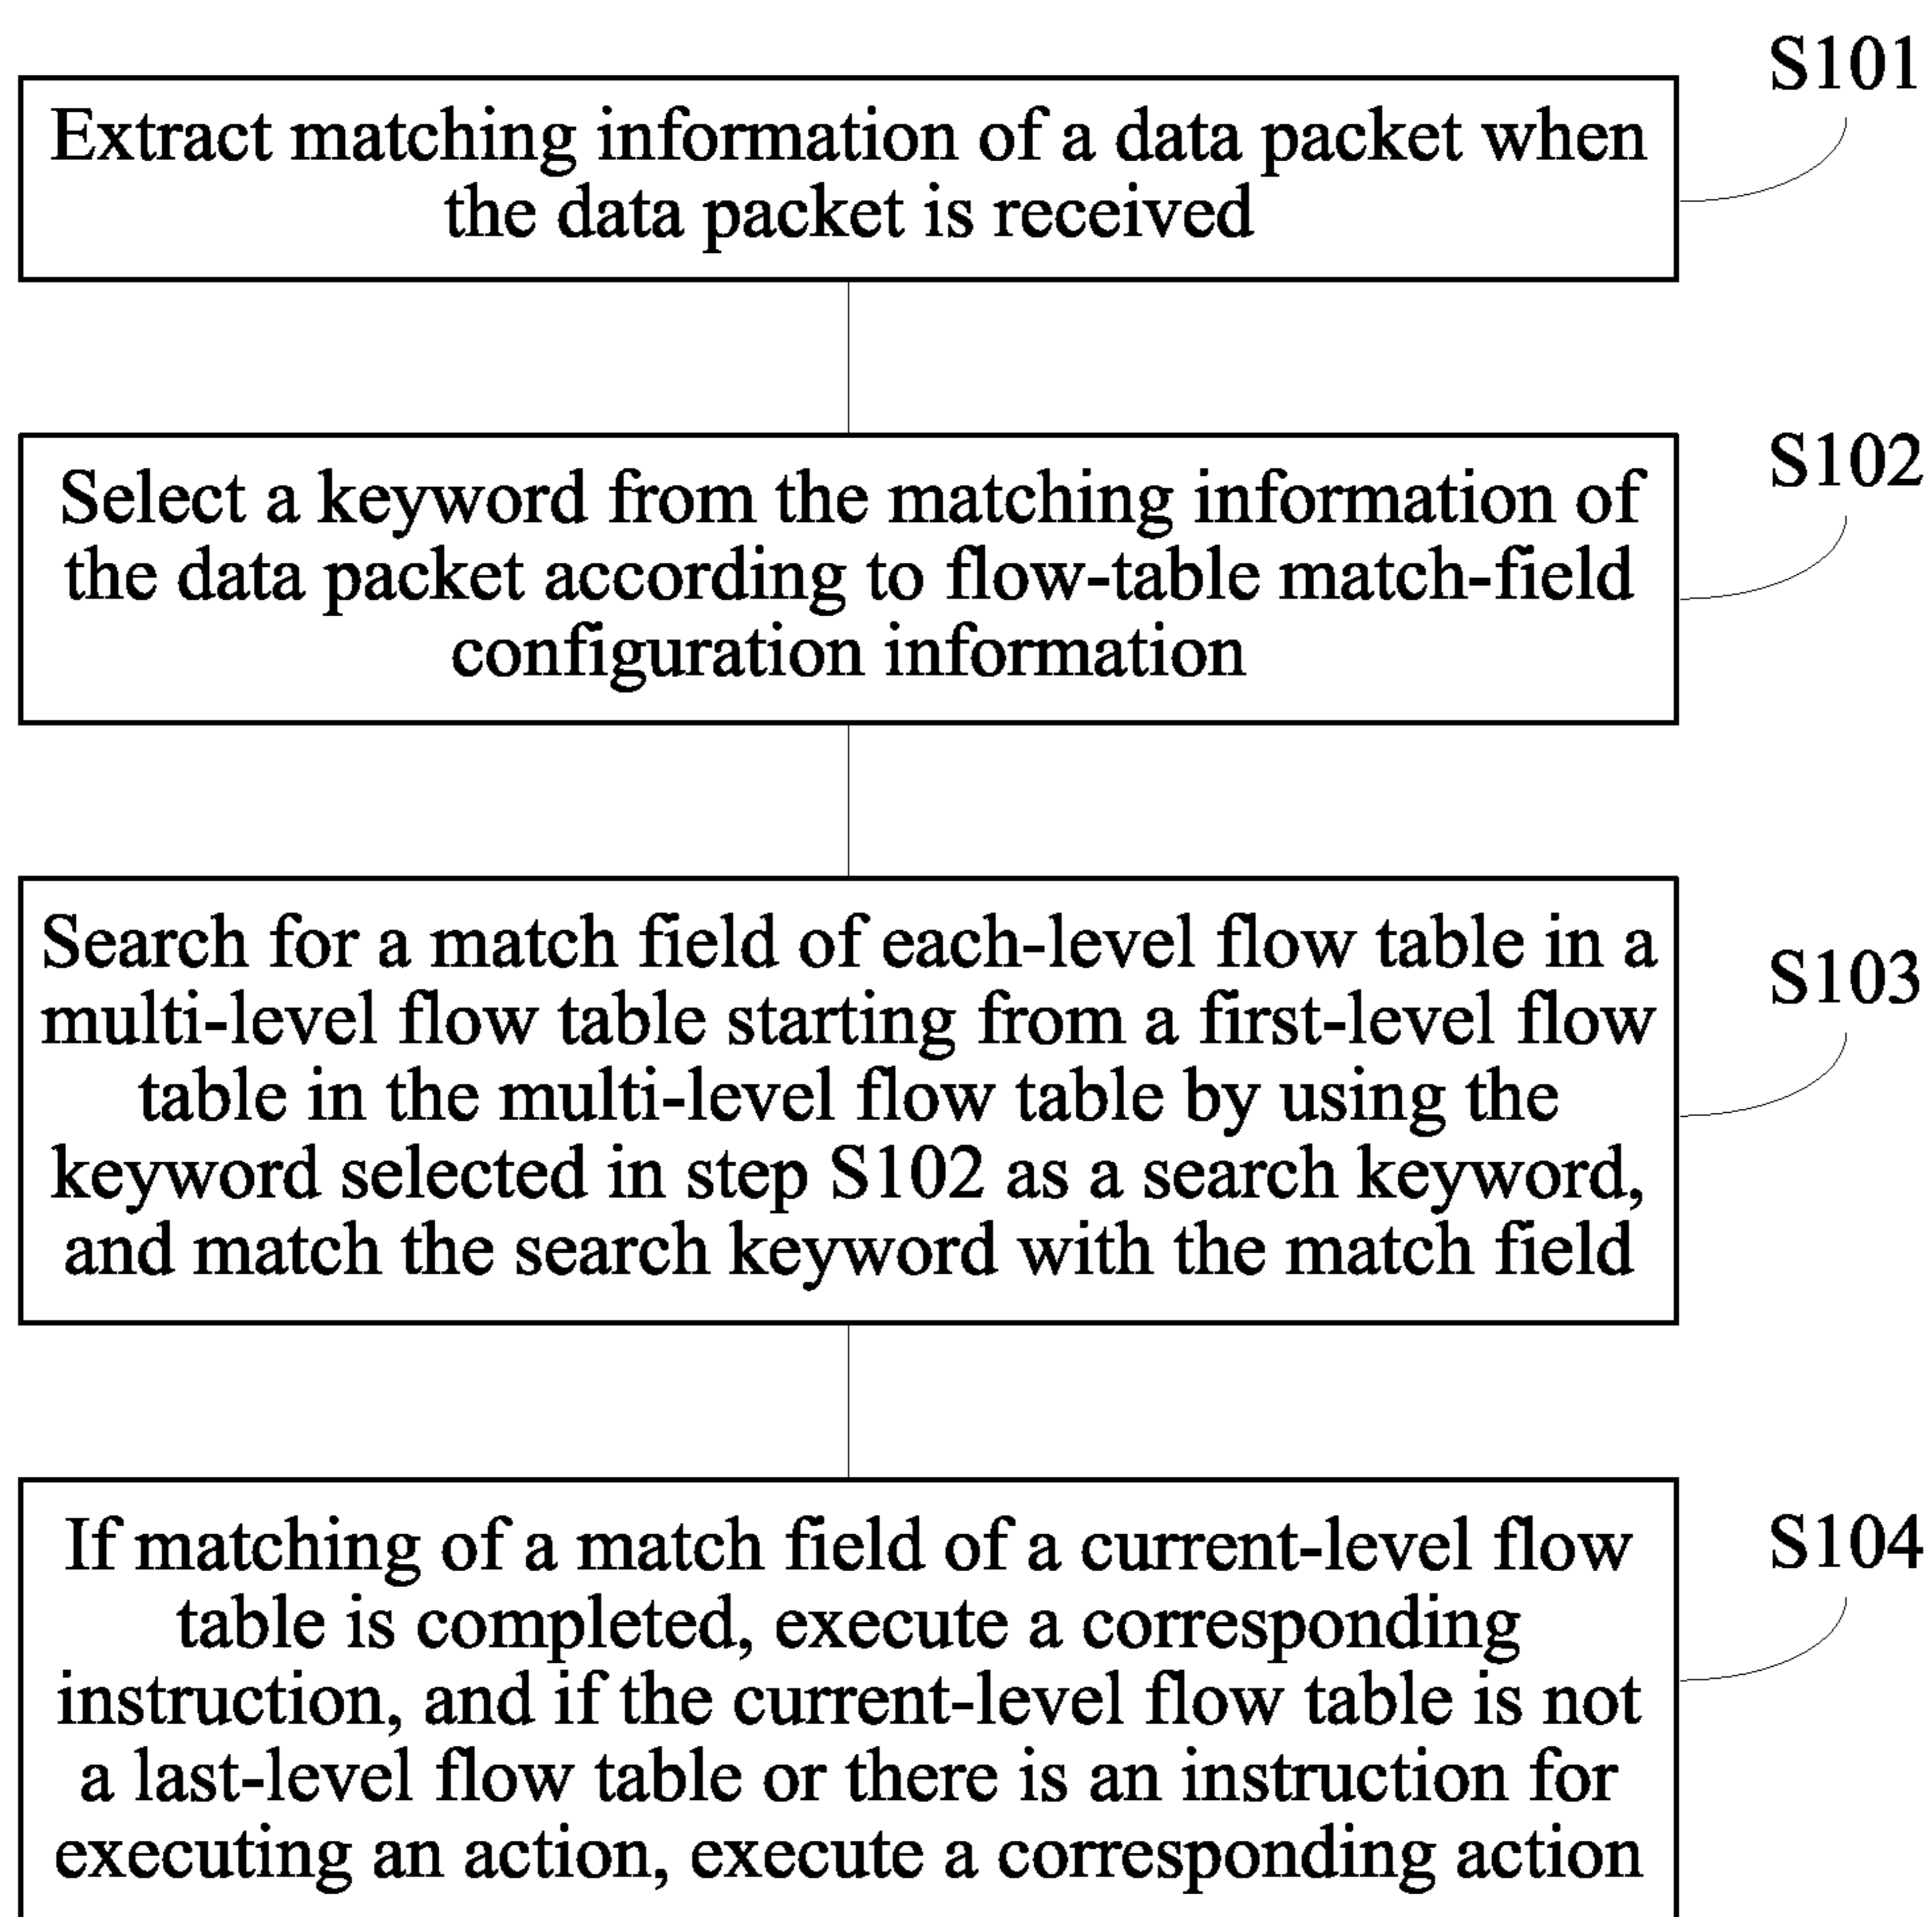 S101
Extract matching information of a data packet when
the data packet is received
S102
Select a keyword from the matching information of
the data packet according to flow-table match-field
configuration information
S103
Search for a match field of each-level flow table in a
multi-level flow table starting from a first-level flow
table in the multi-level flow table by using the
keyword selected in step S102 as a search keyword,
and match the search keyword with the match field
S104
If matching of a match field of a current-level flow
table is completed, execute a corresponding
instruction, and if the current-level flow table is not
a last-level flow table or there is an instruction for
executing an action, execute a corresponding action